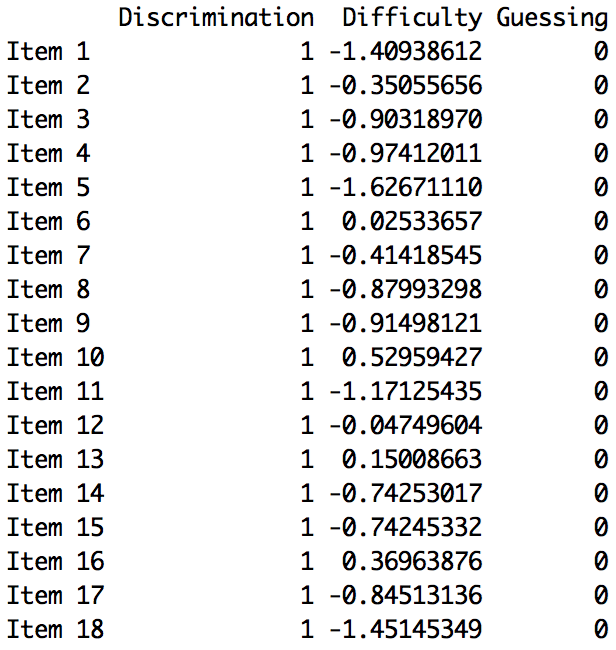 Discrimination Difficulty Guessing
Item 1 1 -1.40938612 0
Item 2 1 -0.35055656 0
Item 3 1 -0.90318970 0
Item 4 1 -0.97412011 0
Item 5 1 -1.62671110 0
Item 6 1 0.02533657 0
Item 7 1 -0.41418545 0
Item 8 1 -0.87993298 0
Item 9 1 -0.91498121 0
Item 10 1 0.52959427 0
Item 11 1 -1.17125435 0
Item 12 1 -0.04749604 0
Item 13 1 0.15008663 0
Item 14 1 -0.74253017 0
Item 15 1 -0.74245332 0
Item 16 1 0.36963876 0
Item 17 1 -0.84513136 0
Item 18 1 -1.45145349 0